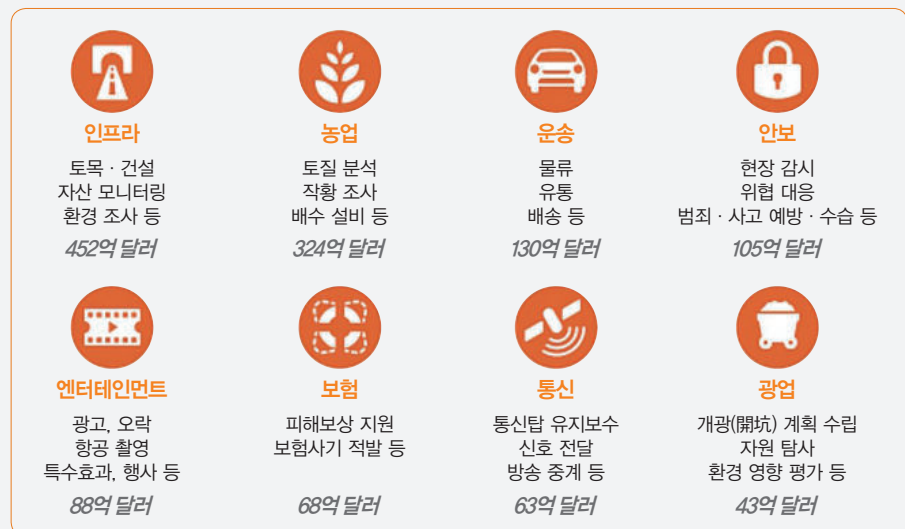 인프라
토목 · 건설
자산 모니터링
환경 조사 등
452억 달러
농업
토질 분석
작황 조사
배수 설비 등
324억 달러
운송
물류
유통
배송 등
130억 달러
안보
현장 감시
위협 대응
범죄 · 사고 예방 · 수습 등
105억 달러
엔터테인먼트
광고, 오락
항공 촬영
특수효과, 행사 등
88억 달러
보험
피해보상 지원
보험사기 적발 등
68억 달러
통신
통신탑 유지보수
신호 전달
방송 중계 등
63억 달러
광업
개광(開坑) 계획 수립
자원 탐사
환경 영향 평가 등
43억 달러